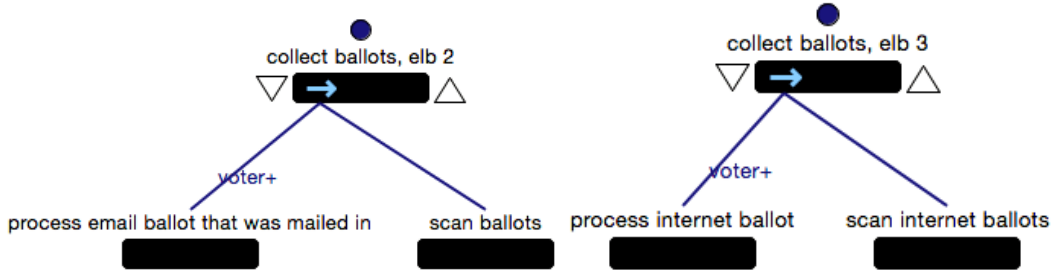 collect ballots, elb 2
voter+
process email ballot that was mailed in
scan ballots
collect ballots, elb 3
voter+
process internet ballot
scan internet ballots